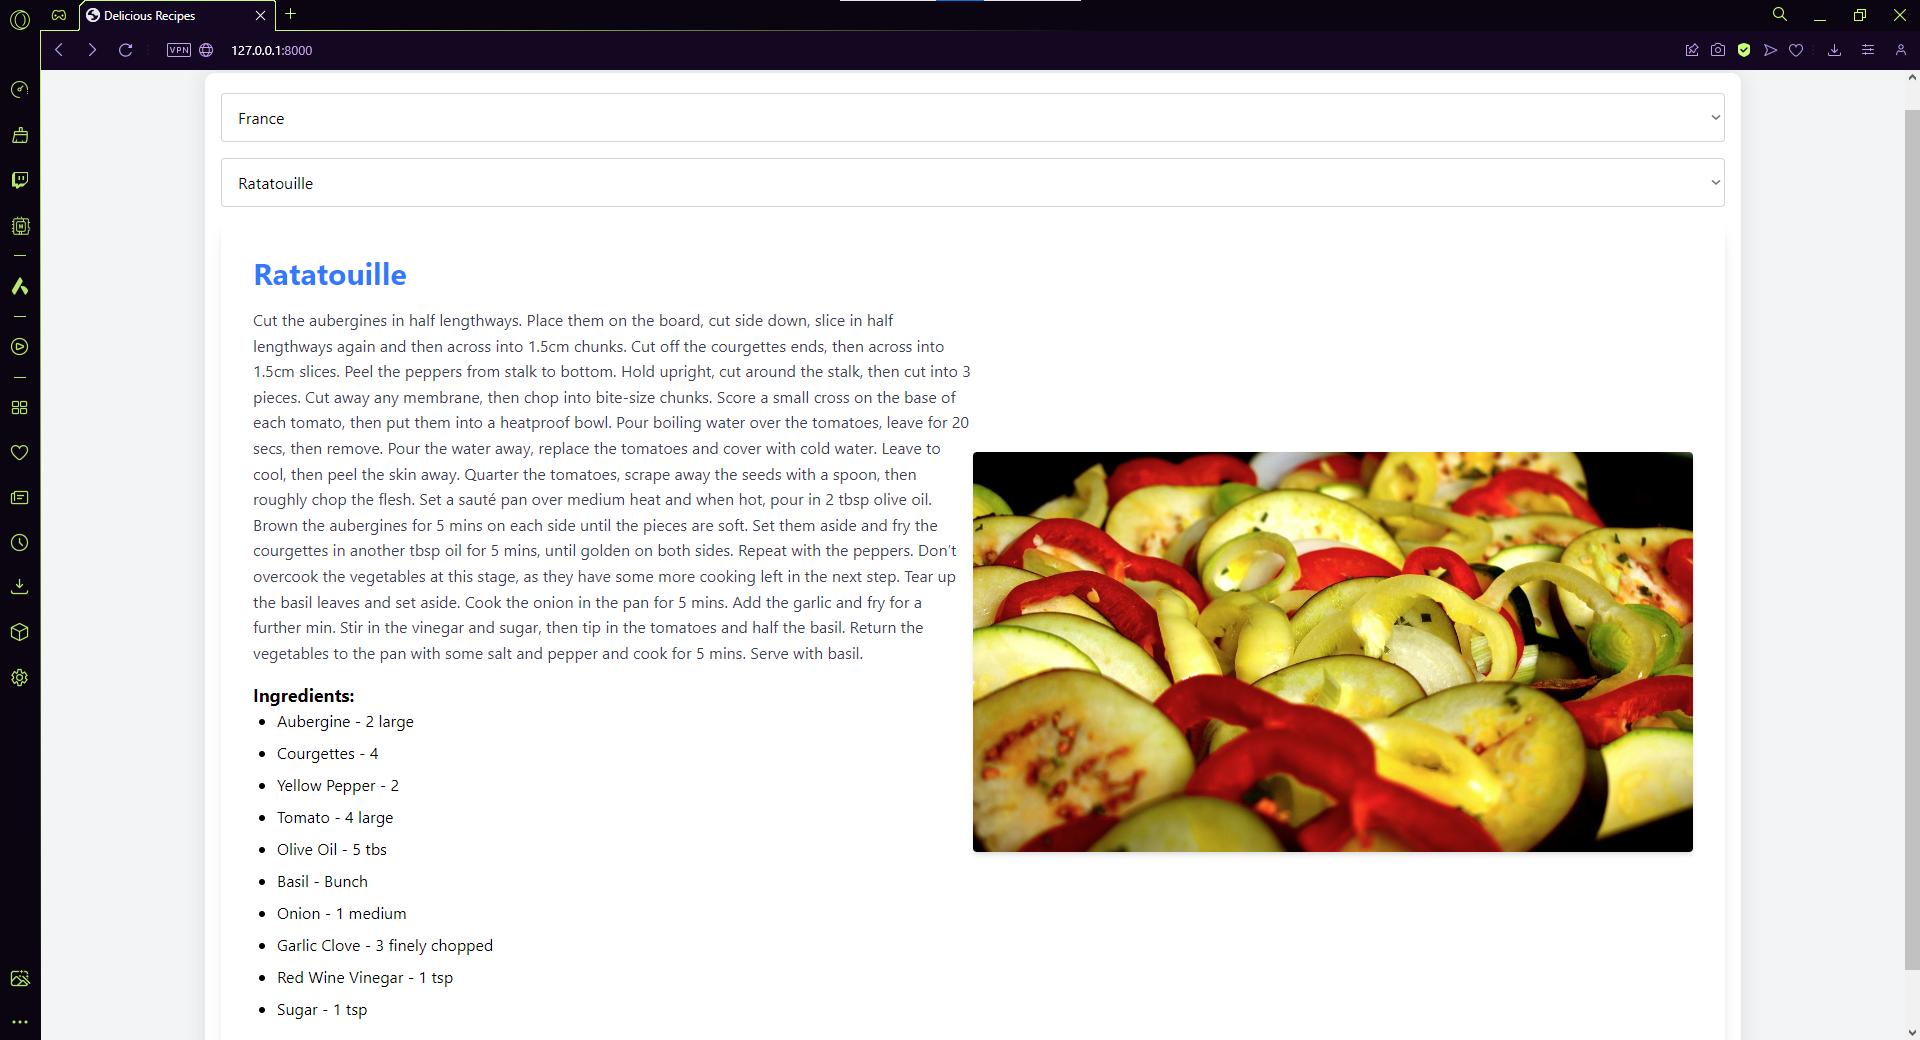 Delicious Recipes
VPN
127.0.0.1:8000
France
Ratatouille
Ratatouille
Cut the aubergines in half lengthways. Place them on the board, cut side down, slice in half
lengthways again and then across into 1.5cm chunks. Cut off the courgettes ends, then across into
1.5cm slices. Peel the peppers from stalk to bottom. Hold upright, cut around the stalk, then cut into 3
pieces. Cut away any membrane, then chop into bite-size chunks. Score a small cross on the base of
each tomato, then put them into a heatproof bowl. Pour boiling water over the tomatoes, leave for 20
secs, then remove. Pour the water away, replace the tomatoes and cover with cold water. Leave to
cool, then peel the skin away. Quarter the tomatoes, scrape away the seeds with a spoon, then
roughly chop the flesh. Set a sauté pan over medium heat and when hot, pour in 2 tbsp olive oil.
Brown the aubergines for 5 mins on each side until the pieces are soft. Set them aside and fry the
courgettes in another tbsp oil for 5 mins, until golden on both sides. Repeat with the peppers. Don't
overcook the vegetables at this stage, as they have some more cooking left in the next step. Tear up
the basil leaves and set aside. Cook the onion in the pan for 5 mins. Add the garlic and fry for a
further min. Stir in the vinegar and sugar, then tip in the tomatoes and half the basil. Return the
vegetables to the pan with some salt and pepper and cook for 5 mins. Serve with basil.
Ingredients:
• Aubergine - 2 large
• Courgettes - 4
• Yellow Pepper - 2
• Tomato - 4 large
• Olive Oil - 5 tbs
• Basil - Bunch
• Onion - 1 medium
• Garlic Clove - 3 finely chopped
• Red Wine Vinegar - 1 tsp
• Sugar - 1 tsp